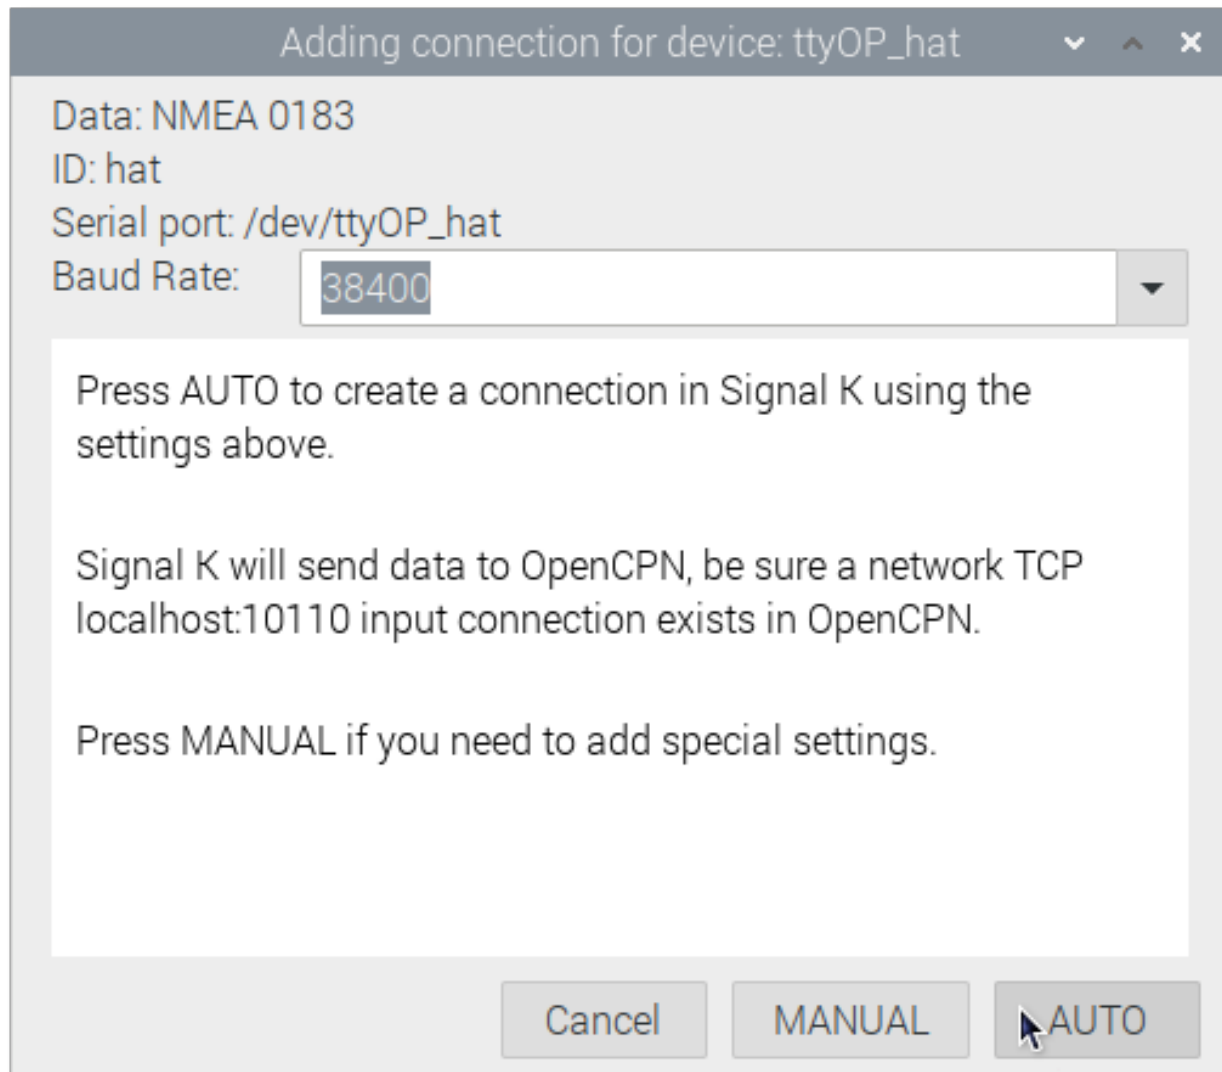 Adding connection for device: ttyOP_hat
Data: NMEA 0183
ID: hat
Serial port: /dev/ttyOP_hat
Baud Rate: 38400
Press AUTO to create a connection in Signal K using the
settings above.
Signal K will send data to OpenCPN, be sure a network TCP
localhost:10110 input connection exists in OpenCPN.
Press MANUAL if you need to add special settings.
Cancel MANUAL AUTO